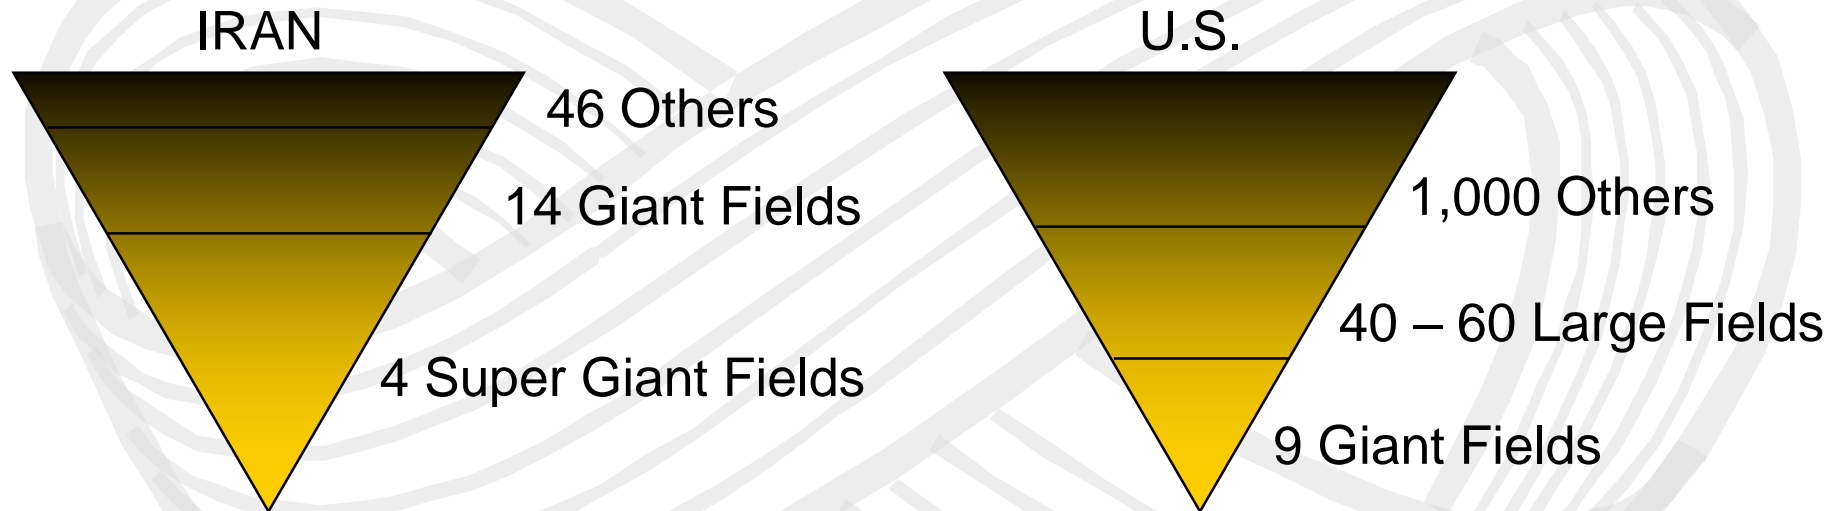 IRAN
46 Others
14 Giant Fields
4 Super Giant Fields
U.S.
1,000 Others
40 – 60 Large Fields
9 Giant Fields